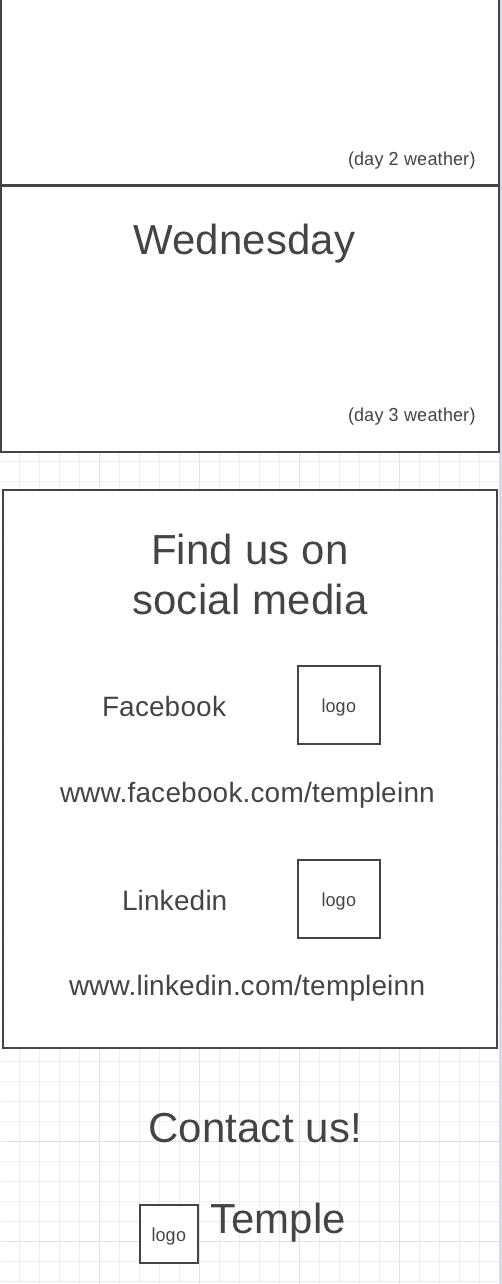 (day 2 weather)
Wednesday
(day 3 weather)
Find us on
social media
Facebook
logo
www.facebook.com/templeinn
Linkedin
logo
www.linkedin.com/templeinn
Contact us!
logo
Temple